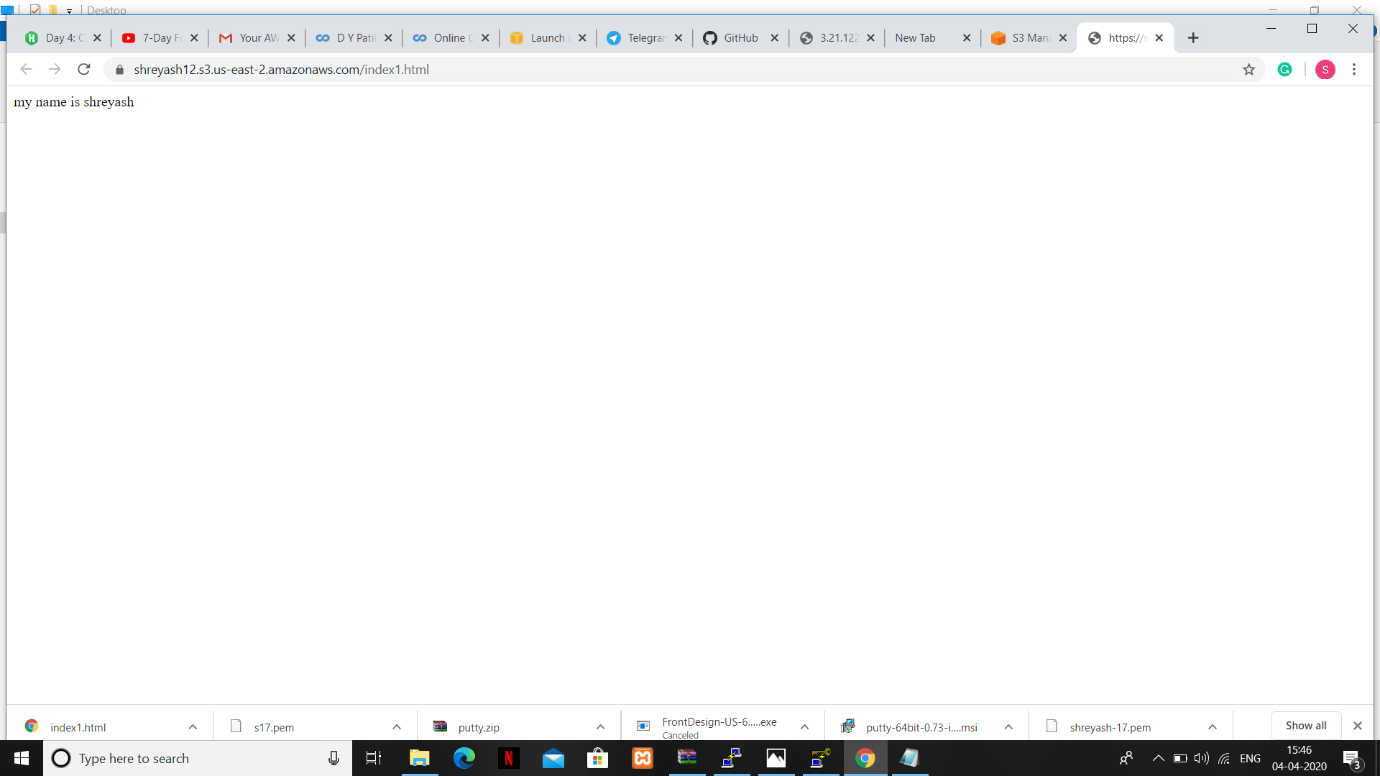 Desktop
Day 4: C
7-Day F
Your AW
D Y Pati
Online C
Launch
Telegran
GitHub
3.21.122
New Tab
S3 Man
https://s
shreyash12.s3.us-east-2.amazonaws.com/index1.html
S
my name is shreyash
index1.html
s17.pem
putty.zip
FrontDesign-US-6.....exe
Canceled
putty-64bit-0.73-i....msi
shreyash-17.pem
Show all
Type here to search
ENG
15:46
04-04-2020
3